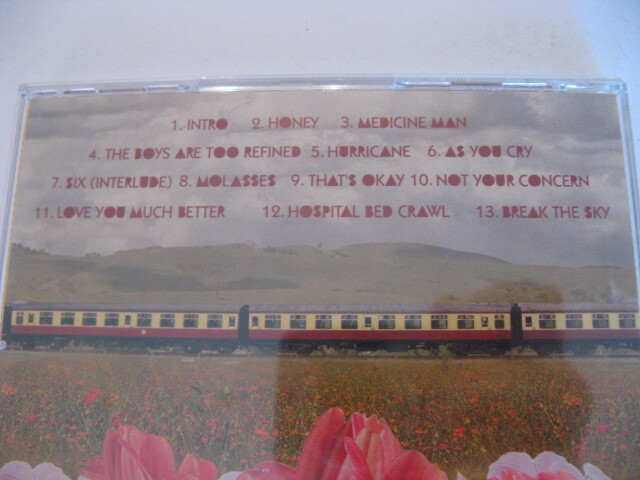 1. INTRO 2. HONEY 3. MEDICINE MAN
4. THE BOYS ARE TOO REFINED 5. HURRICANE 6. AS YOU CRY
7. SIX (INTERLUDE) 8. MOLASSES 9. THAT'S OKAY 10. NOT YOUR CONCERN
11. LOVE YOU MUCH BETTER 12. HOSPITAL BED CRAWL 13. BREAK THE SKY